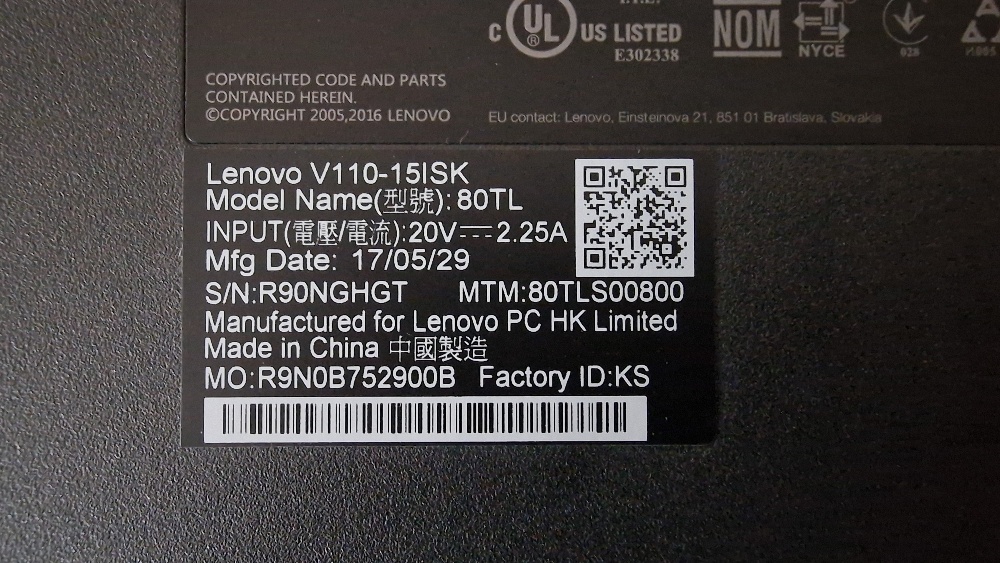 c UL ® US LISTED
E302338
NOM
NYCE
028
COPYRIGHTED CODE AND PARTS
CONTAINED HEREIN.
©COPYRIGHT 2005,2016 LENOVO
EU contact: Lenovo, Einsteinova 21, 851 01 Bratislava, Slovakia
Lenovo V110-15ISK
Model Name(型號): 80TL
INPUT(電壓/電流):20V⎓2.25A
Mfg Date: 17/05/29
S/N:R90NGHGT MTM:80TLS00800
Manufactured for Lenovo PC HK Limited
Made in China 中國製造
MO:R9N0B752900B Factory ID:KS